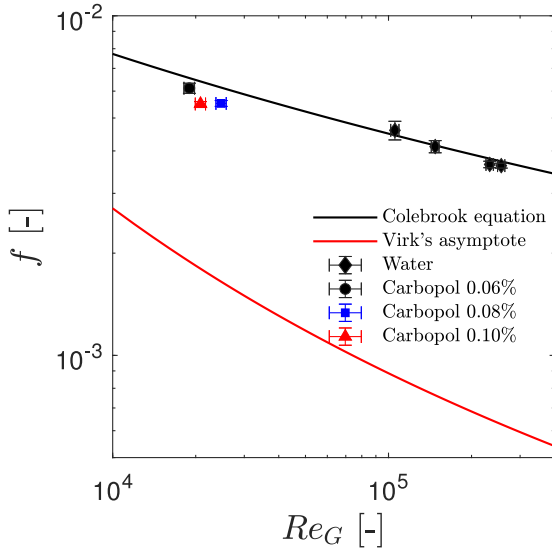 10^-2
f [-]
Colebrook equation
Virk's asymptote
Water
Carbopol 0.06%
Carbopol 0.08%
Carbopol 0.10%
10^-3
10^4
10^5
Re_G [-]